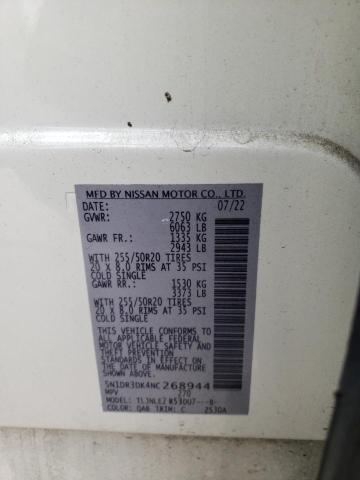 MFD BY NISSAN MOTOR CO., LTD.
DATE: 07/22
GVWR: 2750 KG
6063 LB
GAWR FR.: 1335 KG
2943 LB
WITH 255/50R20 TIRES
20 x 8.0 RIMS AT 35 PSI
COLD SINGLE
GAWR RR.: 1530 KG
3373 LB
WITH 255/50R20 TIRES
20 x 8.0 RIMS AT 35 PSI
COLD SINGLE
THIS VEHICLE CONFORMS
TO ALL APPLICABLE FEDERAL
MOTOR VEHICLE SAFETY
STANDARDS IN EFFECT ON
THE DATE OF MANUFACTURE
SHOWN ABOVE.
5N1DR3DK4NC268944
MPV 270
MODEL:
COLOR: QAB TRIM: C 2530A